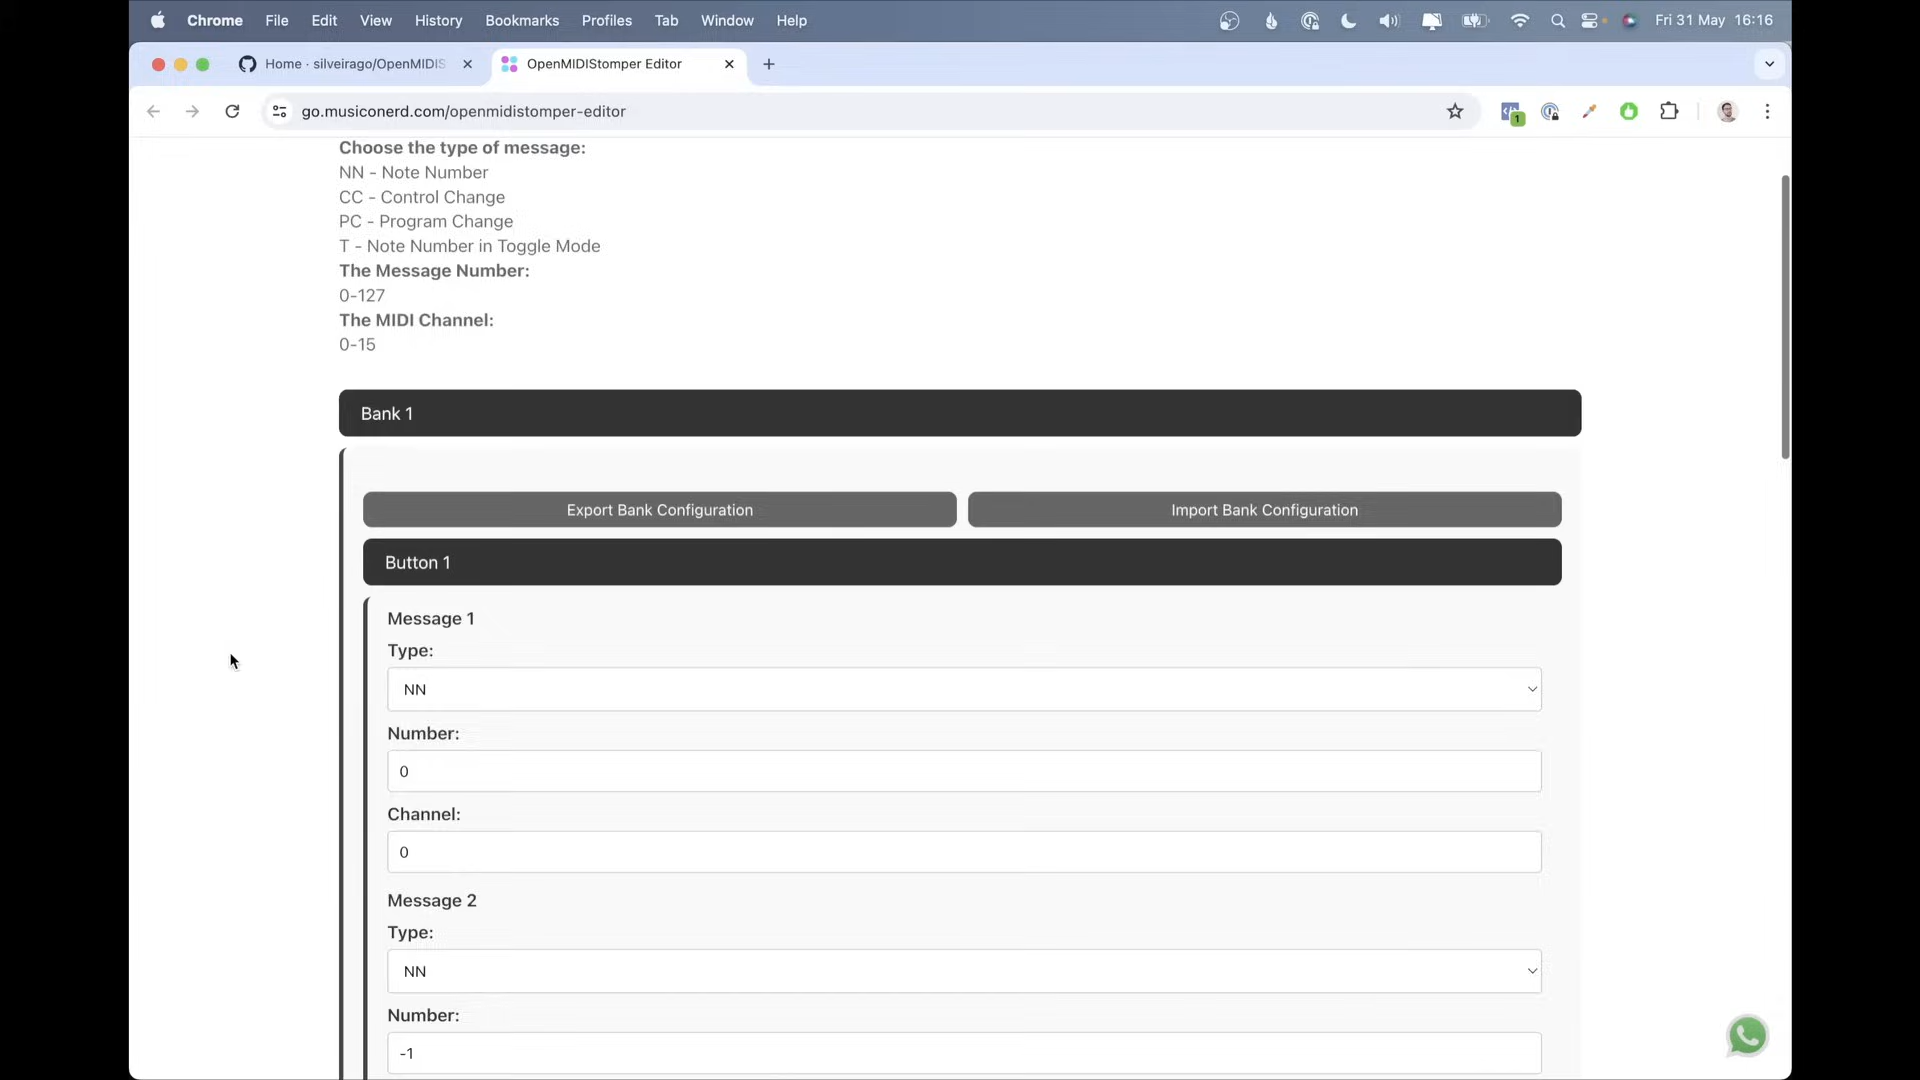 Chrome File Edit View History Bookmarks Profiles Tab Window Help Fri 31 May 16:16
Home · silveirago/OpenMIDIS OpenMIDIStomper Editor
go.musiconerd.com/openmidistomper-editor 1
Choose the type of message:
NN - Note Number
CC - Control Change
PC - Program Change
T - Note Number in Toggle Mode
The Message Number:
0-127
The MIDI Channel:
0-15
Bank 1
Export Bank Configuration Import Bank Configuration
Button 1
Message 1
Type:
NN
Number:
0
Channel:
0
Message 2
Type:
NN
Number:
-1